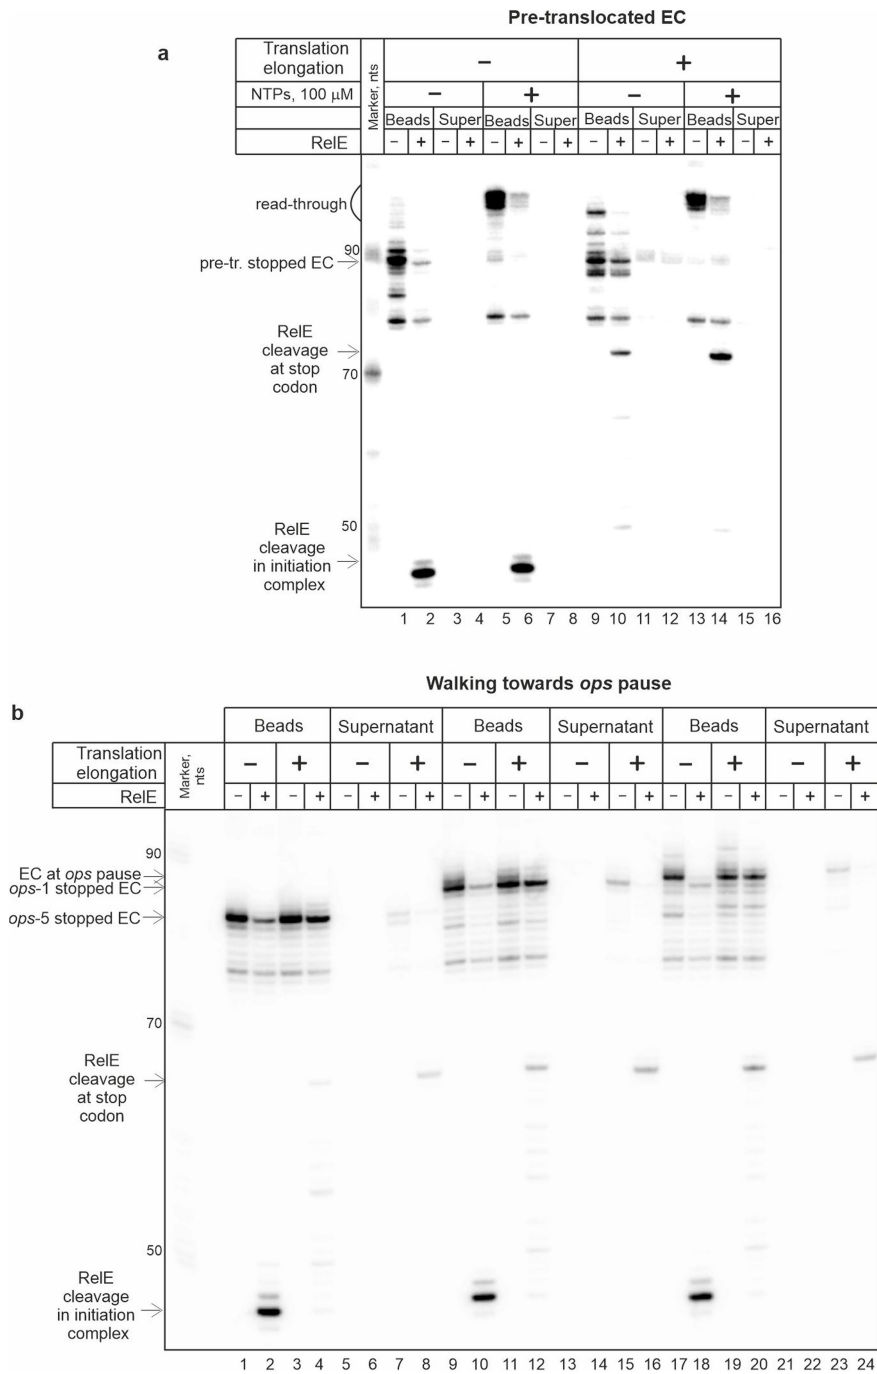 Pre-translocated EC
a
Translation
elongation
− +
NTPs, 100 μM
− + − +
Marker, nts
Beads Super Beads Super Beads Super Beads Super
RelE
− + − + − + − + − + − + − + − +
read-through
90
pre-tr. stopped EC
RelE
cleavage
at stop
codon
70
50
RelE
cleavage
in initiation
complex
1 2 3 4 5 6 7 8 9 10 11 12 13 14 15 16
Walking towards ops pause
b
Beads Supernatant Beads Supernatant Beads Supernatant
Translation
elongation
− + − + − + − + − + − +
Marker,
nts
RelE
− + − + − + − + − + − + − + − + − + − + − + − +
90
EC at ops pause
ops-1 stopped EC
ops-5 stopped EC
70
RelE
cleavage
at stop
codon
50
RelE
cleavage
in initiation
complex
1 2 3 4 5 6 7 8 9 10 11 12 13 14 15 16 17 18 19 20 21 22 23 24